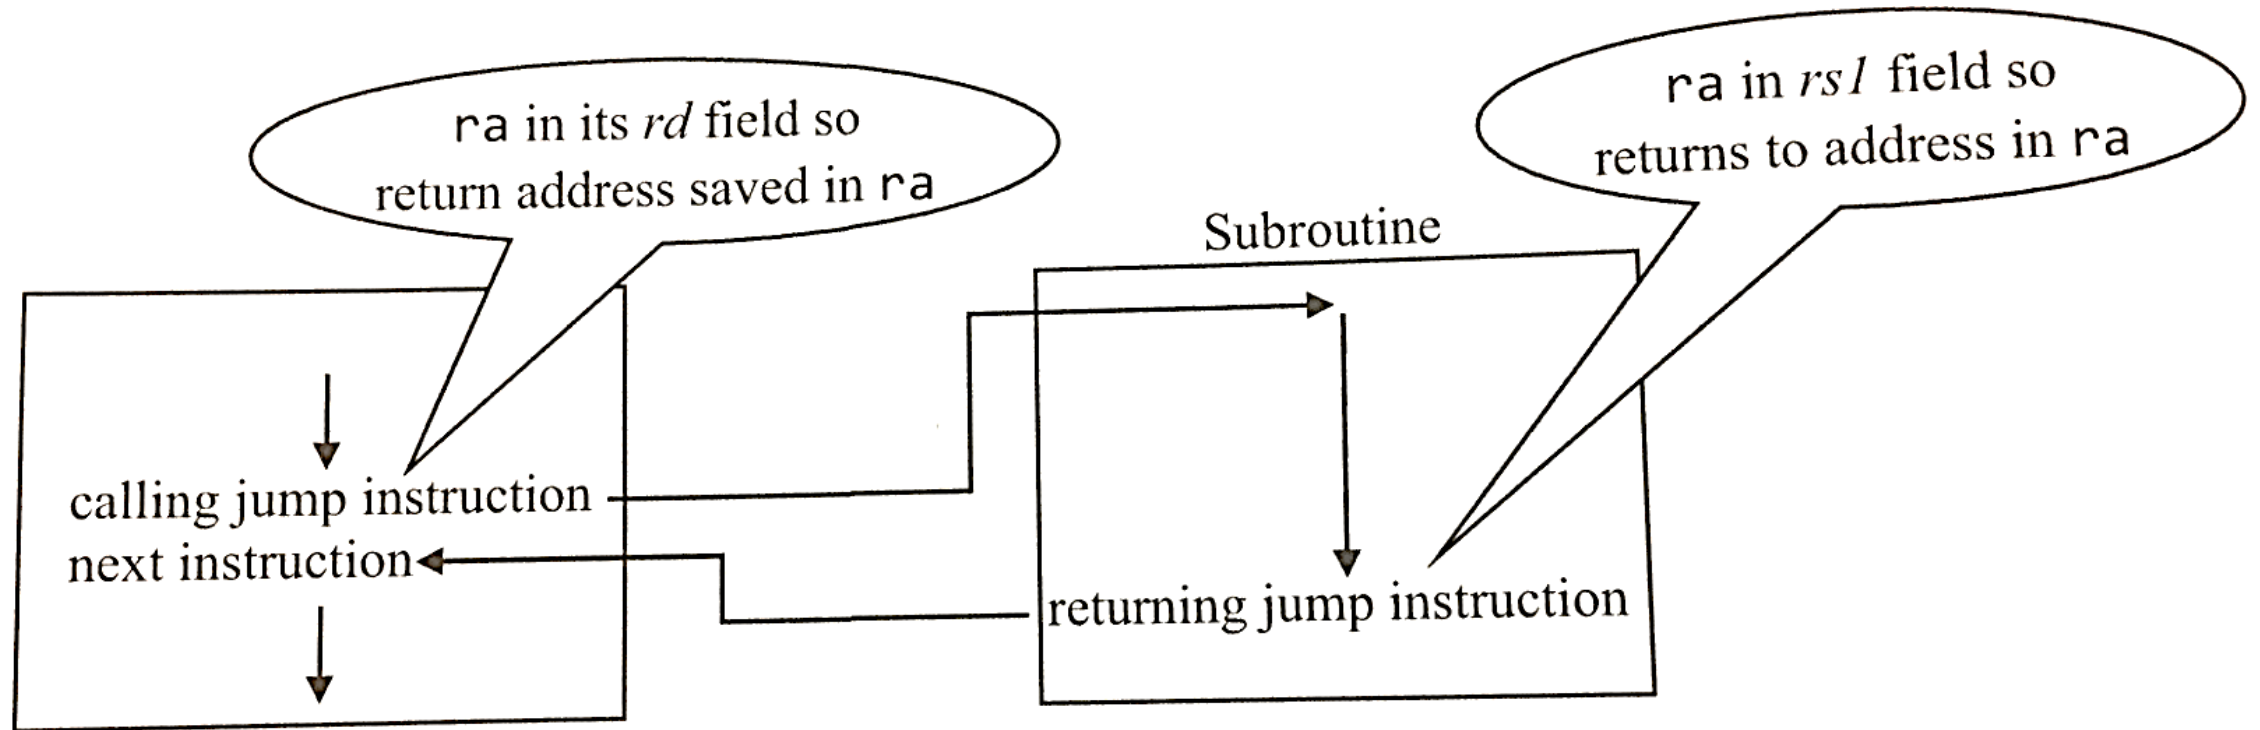 ra in its rd field so
return address saved in ra
ra in rs1 field so
returns to address in ra
Subroutine
calling jump instruction
next instruction
returning jump instruction